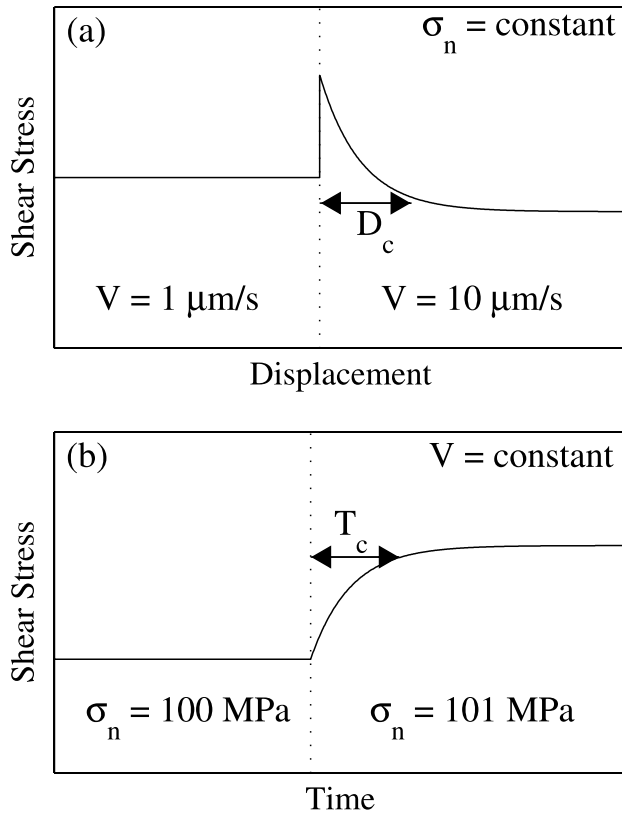 (a) σn = constant
Shear Stress
Dc
V = 1 μm/s V = 10 μm/s
Displacement
(b) V = constant
Shear Stress
Tc
σn = 100 MPa σn = 101 MPa
Time